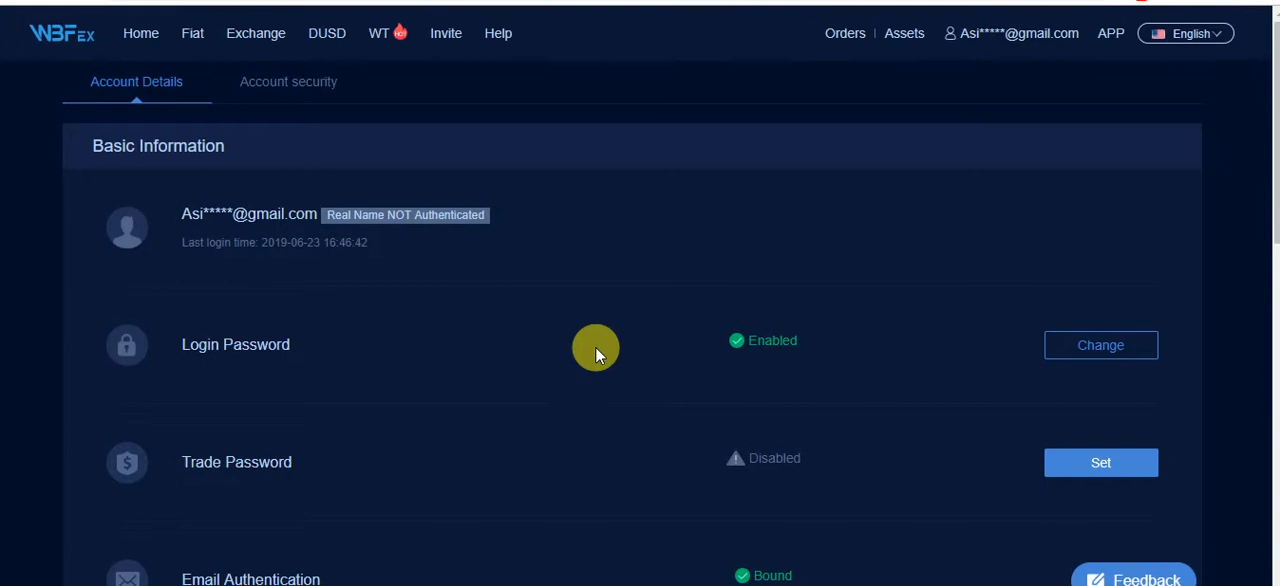 WBFEX Home Fiat Exchange DUSD WT HOT Invite Help Orders | Assets Asi*****@gmail.com APP English
Account Details Account security
Basic Information
Asi*****@gmail.com Real Name NOT Authenticated
Last login time: 2019-06-23 16:46:42
Login Password Enabled Change
Trade Password Disabled Set
Email Authentication Bound Feedback